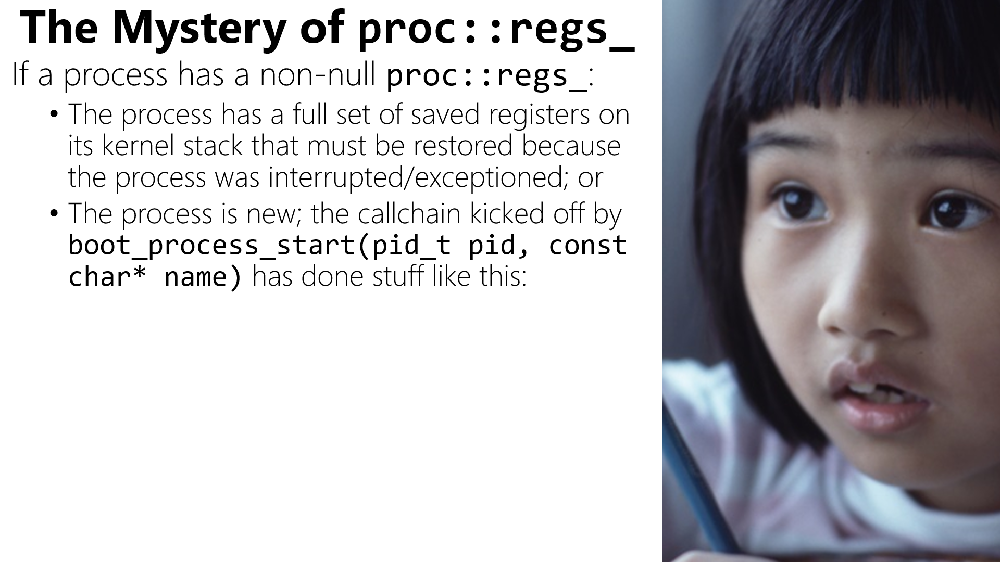 The Mystery of proc::regs_
If a process has a non-null proc::regs_:
• The process has a full set of saved registers on
its kernel stack that must be restored because
the process was interrupted/exceptioned; or
• The process is new; the callchain kicked off by
boot_process_start(pid_t pid, const
char* name) has done stuff like this: